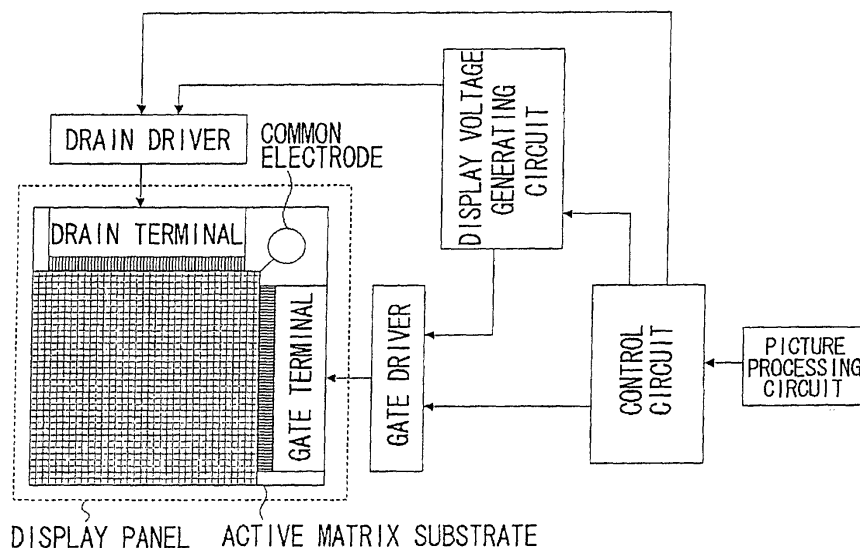 DRAIN DRIVER
COMMON
ELECTRODE
DISPLAY VOLTAGE
GENERATING
CIRCUIT
DRAIN TERMINAL
GATE TERMINAL
GATE DRIVER
CONTROL
CIRCUIT
PICTURE
PROCESSING
CIRCUIT
DISPLAY PANEL
ACTIVE MATRIX SUBSTRATE